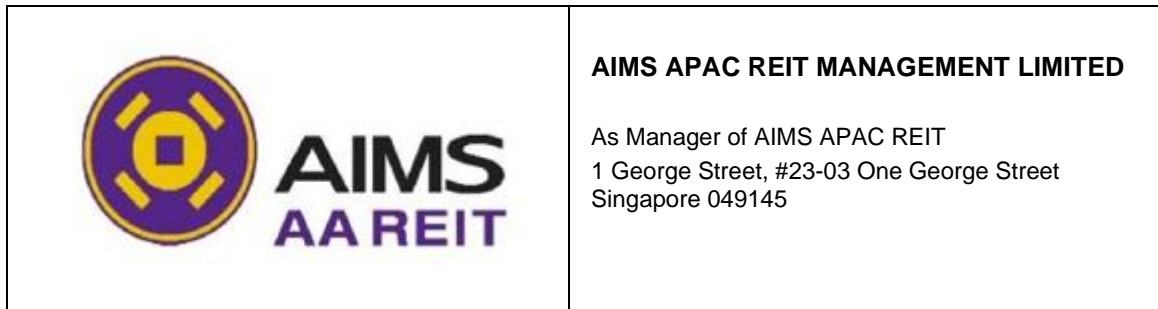 AIMS
AA REIT
AIMS APAC REIT MANAGEMENT LIMITED
As Manager of AIMS APAC REIT
1 George Street, #23-03 One George Street
Singapore 049145